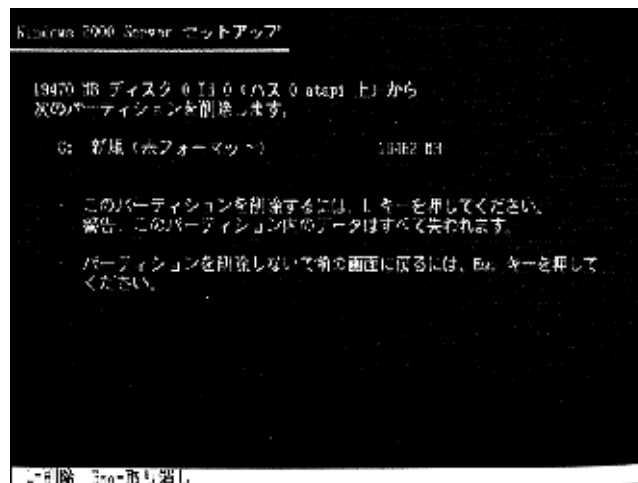 Windows 2000 Server セットアップ
19470 MB ディスク 0 Id 0 (バス 0 atapi 上) から
次のパーティションを削除します。
C: 新規 (未フォーマット) 19462 MB
このパーティションを削除するには、L キーを押してください。
警告: このパーティション内のデータはすべて失われます。
パーティションを削除しないで前の画面に戻るには、Esc キーを押して
ください。
L=削除 Esc=取り消し